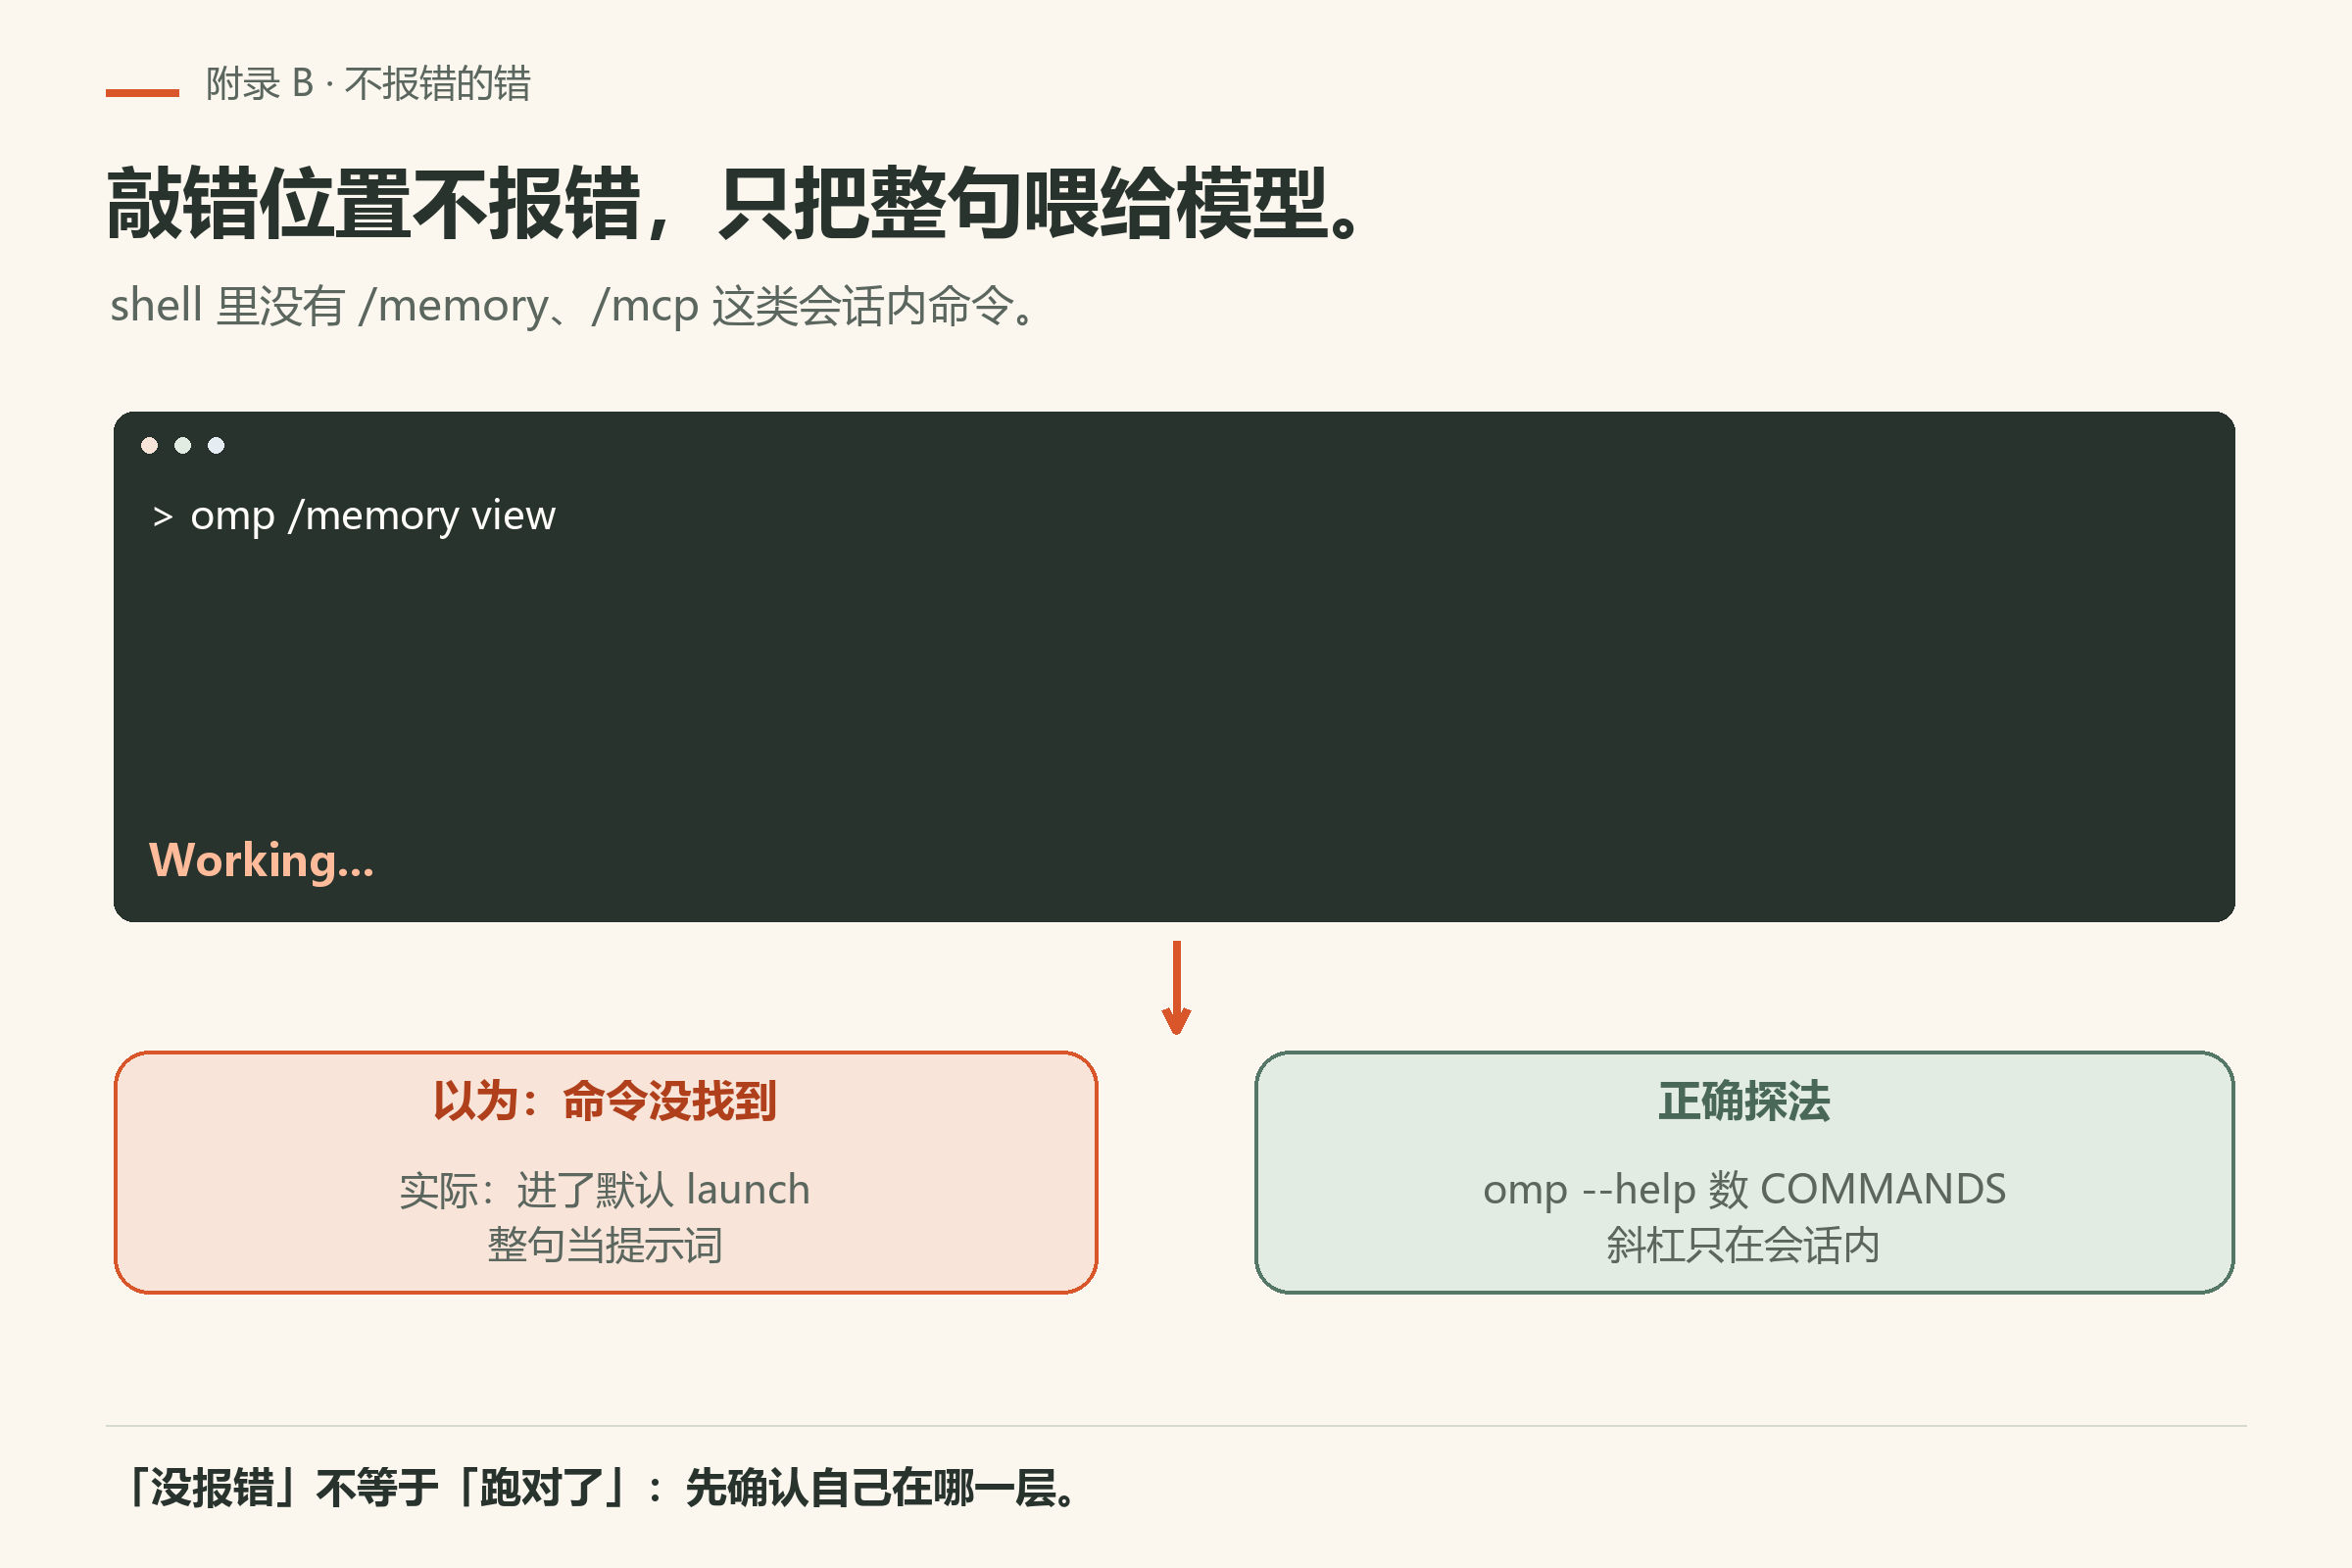 附录 B · 不报错的错
敲错位置不报错，只把整句喂给模型。
shell 里没有 /memory、/mcp 这类会话内命令。
> omp /memory view
Working...
以为：命令没找到
实际：进了默认 launch
整句当提示词
正确探法
omp --help 数 COMMANDS
斜杠只在会话内
「没报错」不等于「跑对了」：先确认自己在哪一层。